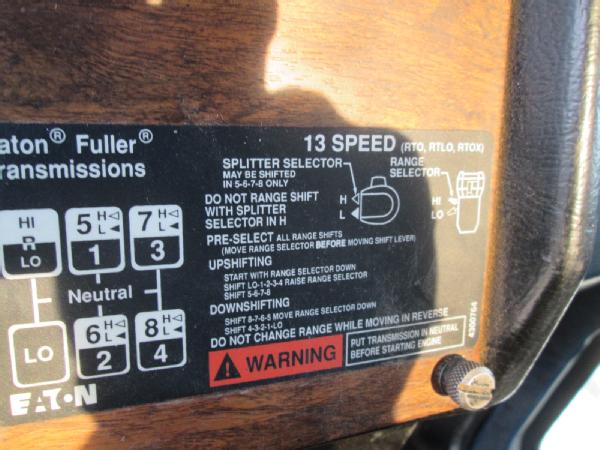 aton® Fuller®
ransmissions
13 SPEED (RTO, RTLO, RTOX)
SPLITTER SELECTOR
MAY BE SHIFTED
IN 5-6-7-8 ONLY
RANGE
SELECTOR
DO NOT RANGE SHIFT
WITH SPLITTER
SELECTOR IN H
H
L
HI
LO
PRE-SELECT ALL RANGE SHIFTS
(MOVE RANGE SELECTOR BEFORE MOVING SHIFT LEVER)
UPSHIFTING
START WITH RANGE SELECTOR DOWN
SHIFT LO-1-2-3-4 RAISE RANGE SELECTOR
SHIFT 5-6-7-8
DOWNSHIFTING
SHIFT 8-7-6-5 MOVE RANGE SELECTOR DOWN
SHIFT 4-3-2-1-LO
DO NOT CHANGE RANGE WHILE MOVING IN REVERSE
WARNING
PUT TRANSMISSION IN NEUTRAL
BEFORE STARTING ENGINE
4300764
HI
R
LO
5 H
L
1
7 H
L
3
Neutral
LO
6 H
L
2
8 H
L
4
EATON